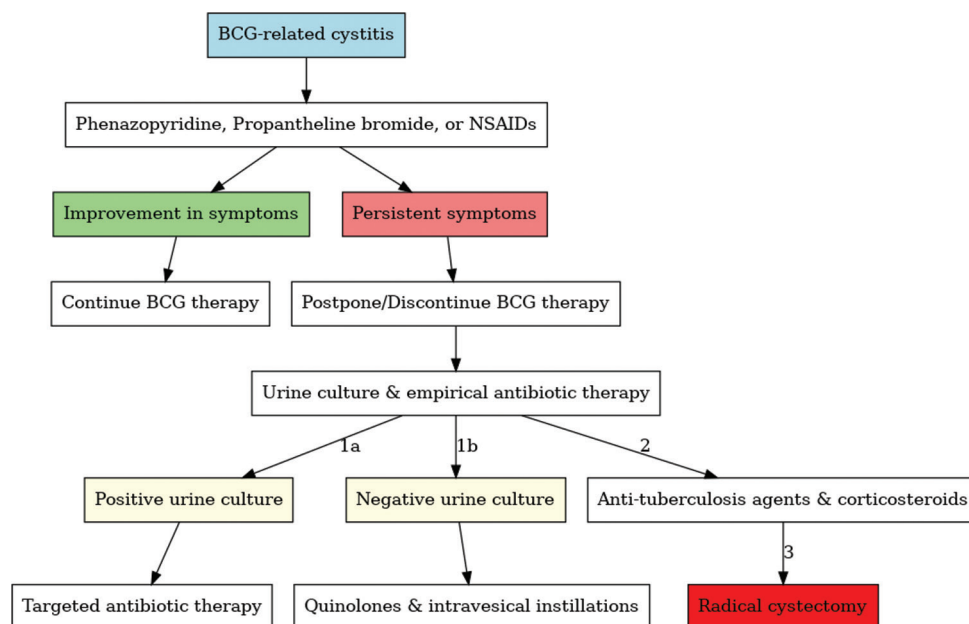 BCG-related cystitis
Phenazopyridine, Propantheline bromide, or NSAIDs
Improvement in symptoms
Persistent symptoms
Continue BCG therapy
Postpone/Discontinue BCG therapy
Urine culture & empirical antibiotic therapy
1a
1b
2
Positive urine culture
Negative urine culture
Anti-tuberculosis agents & corticosteroids
3
Targeted antibiotic therapy
Quinolones & intravesical instillations
Radical cystectomy